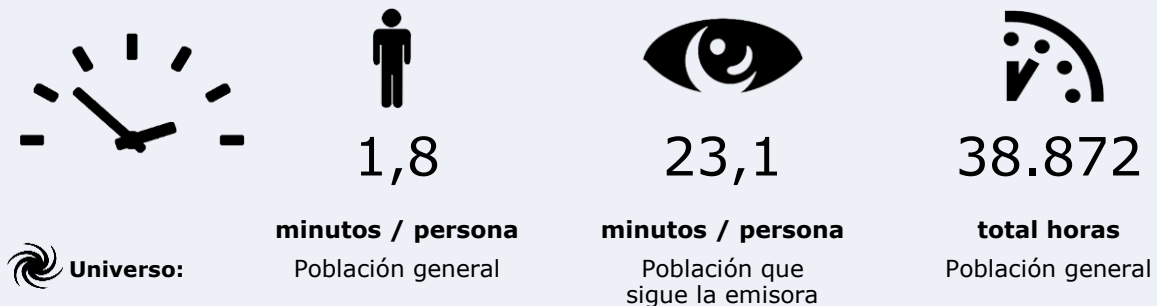 1,8
23,1
38.872
minutos / persona
minutos / persona
total horas
Universo:
Población general
Población que
sigue la emisora
Población general